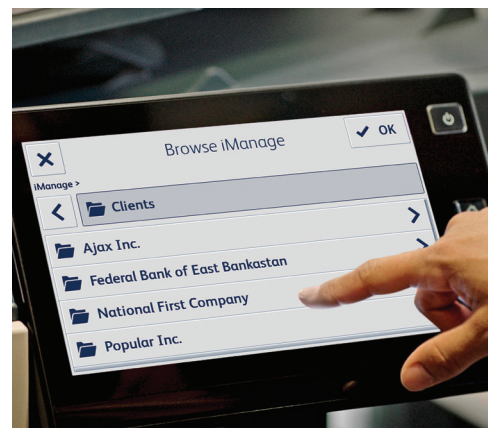 Browse iManage
OK
iManage >
Clients
Ajax Inc.
Federal Bank of East Bankastan
National First Company
Popular Inc.